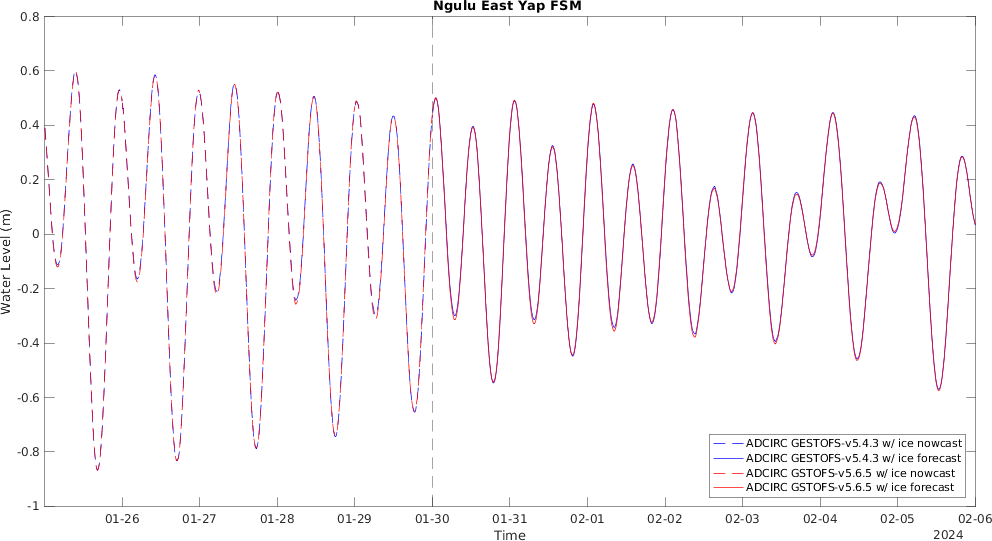 Ngulu East Yap FSM
0.8
0.6
0.4
0.2
0
-0.2
-0.4
-0.6
-0.8
-1
Water Level (m)
ADCIRC GESTOFS-v5.4.3 w/ ice nowcast
ADCIRC GESTOFS-v5.4.3 w/ ice forecast
ADCIRC GSTOFS-v5.6.5 w/ ice nowcast
ADCIRC GSTOFS-v5.6.5 w/ ice forecast
01-26 01-27 01-28 01-29 01-30 01-31 02-01 02-02 02-03 02-04 02-05 02-06
Time
2024